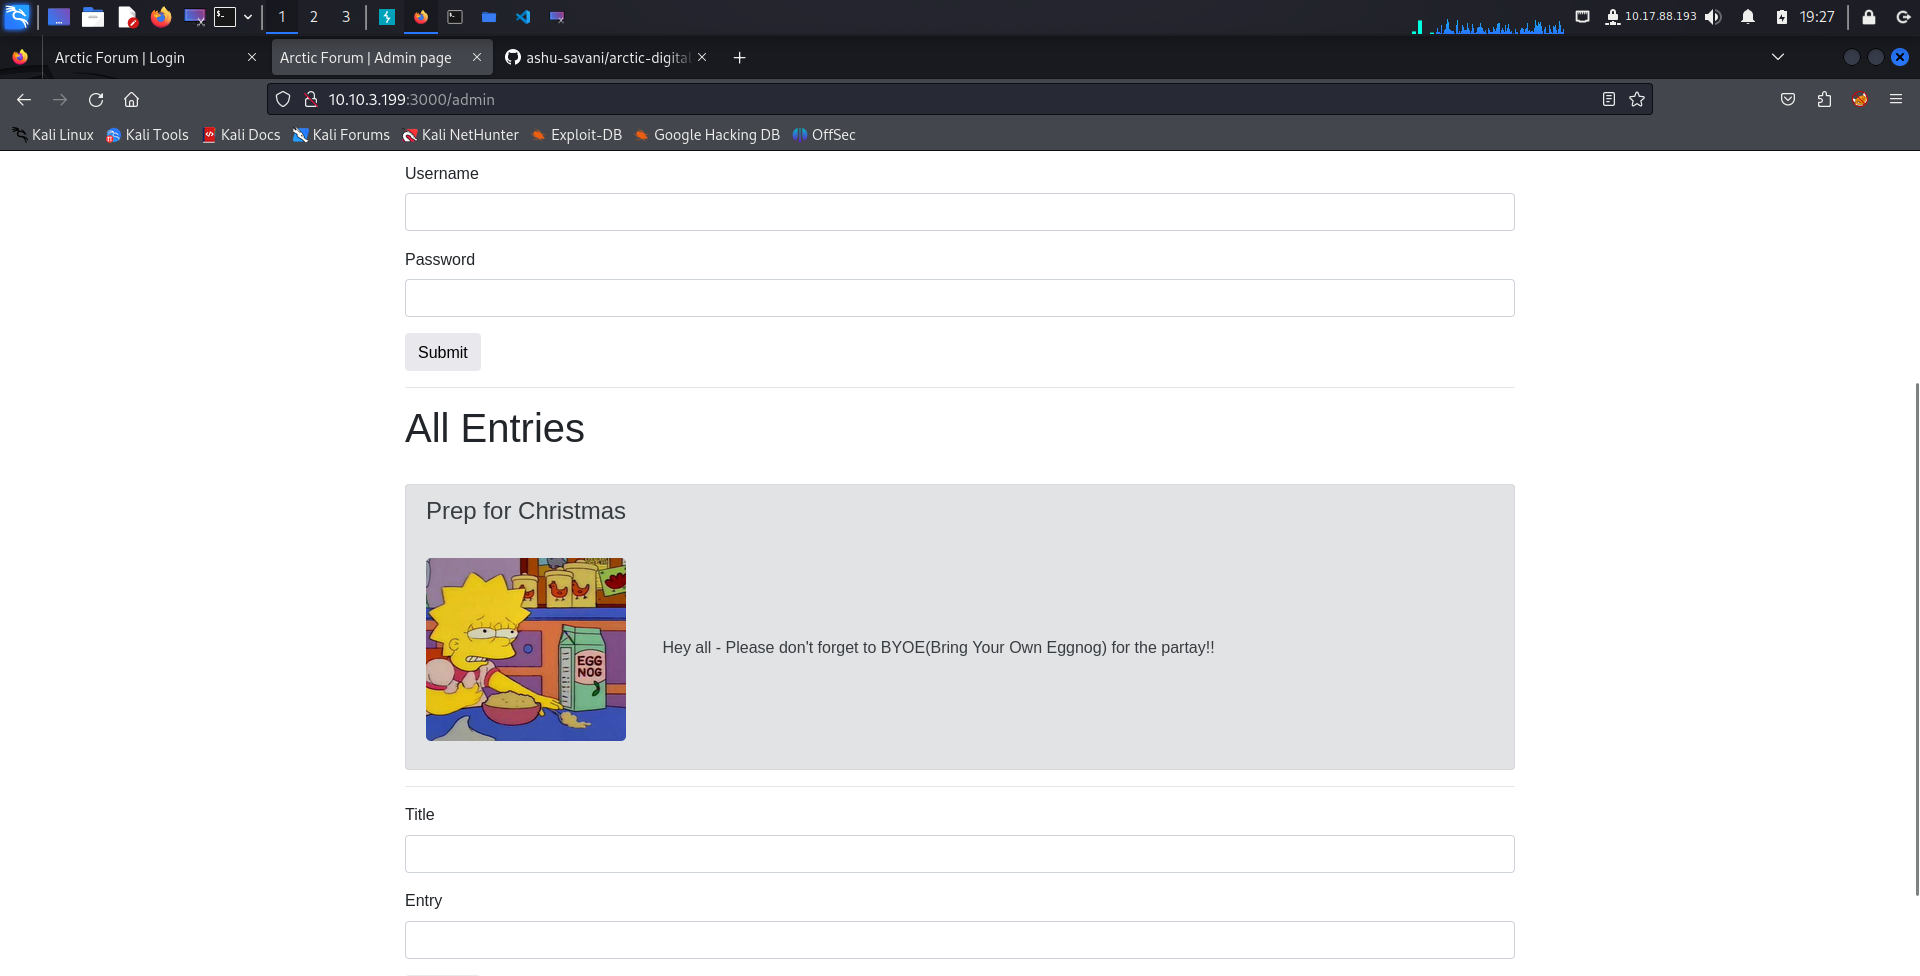 1 2 3 10.17.88.193 19:27
Arctic Forum | Login Arctic Forum | Admin page ashu-savani/arctic-digital
10.10.3.199:3000/admin
Kali Linux Kali Tools Kali Docs Kali Forums Kali NetHunter Exploit-DB Google Hacking DB OffSec
Username
Password
Submit
All Entries
Prep for Christmas
EGG
NOG
Hey all - Please don't forget to BYOE(Bring Your Own Eggnog) for the partay!!
Title
Entry